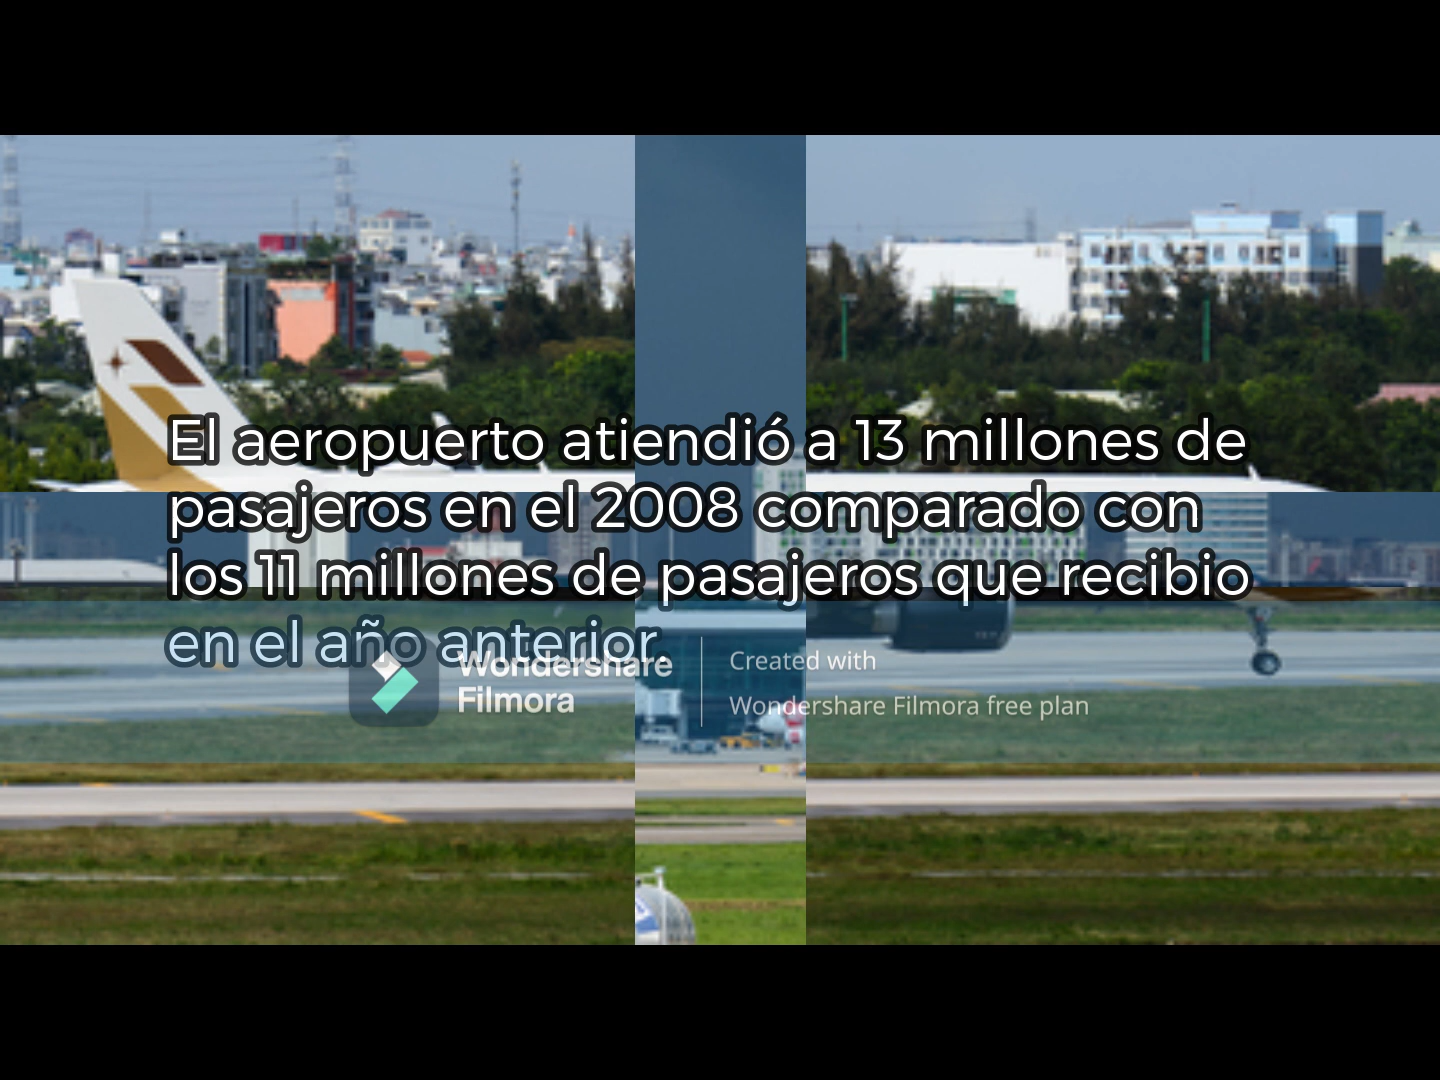 El aeropuerto atiendió a 13 millones de
pasajeros en el 2008 comparado con
los 11 millones de pasajeros que recibio
en el año anterior.
Wondershare
Filmora
Created with
Wondershare Filmora free plan